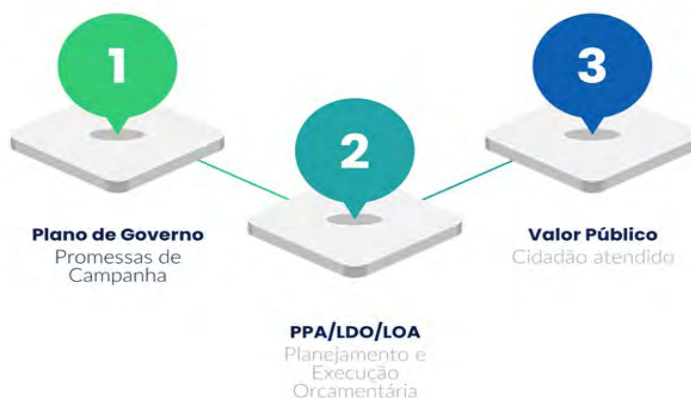 1
Plano de Governo
Promessas de
Campanha
2
PPA/LDO/LOA
Planejamento e
Execução
Orçamentária
3
Valor Público
Cidadão atendido